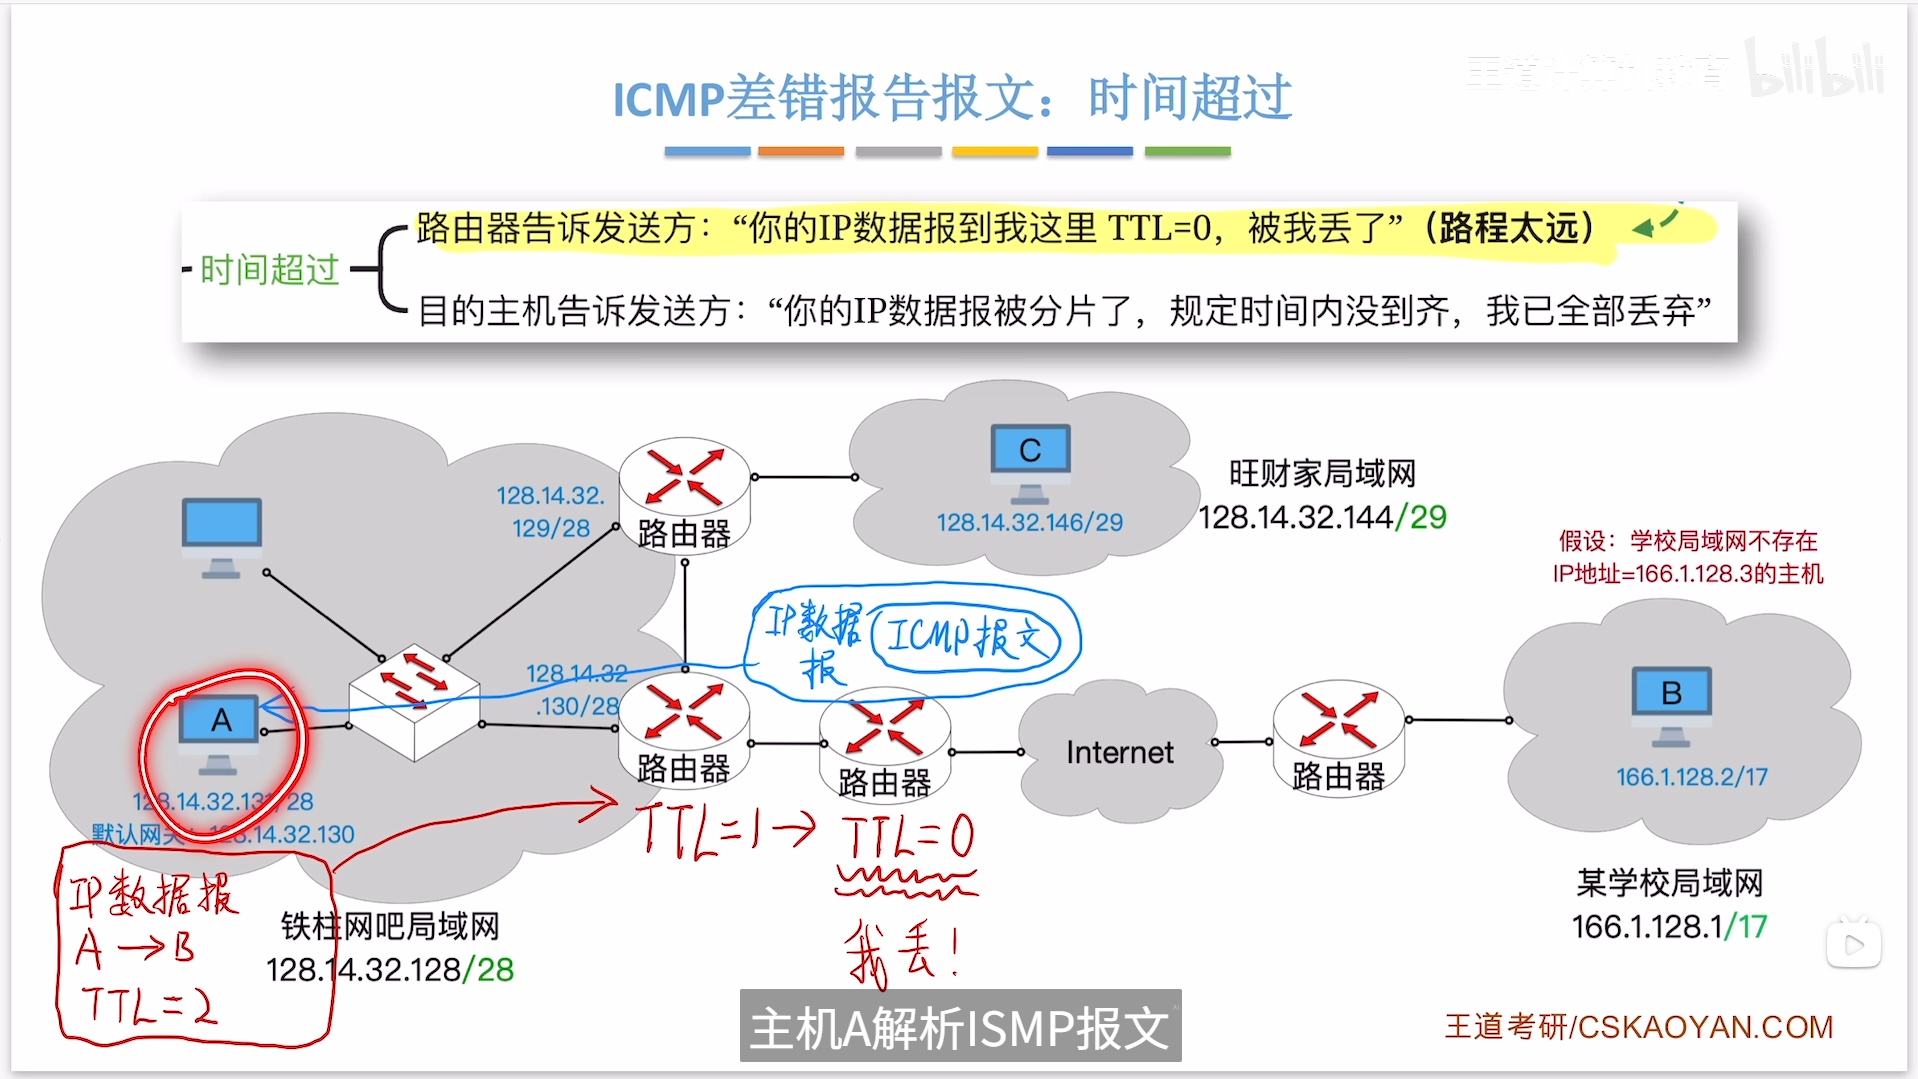 ICMP差错报告报文：时间超过
bilibili
路由器告诉发送方：“你的IP数据报到我这里 TTL=0，被我丢了”（路程太远）
时间超过
目的主机告诉发送方：“你的IP数据报被分片了，规定时间内没到齐，我已全部丢弃”
C
128.14.32.146/29
旺财家局域网
128.14.32.144/29
128.14.32.
129/28
路由器
假设：学校局域网不存在
IP地址=166.1.128.3的主机
IP数据
报
ICMP报文
128.14.32
.130/28
A
128.14.32.131/28
默认网关：128.14.32.130
路由器
路由器
Internet
路由器
B
166.1.128.2/17
TTL=1→
TTL=0
我丢！
IP数据报
A→B
TTL=2
铁柱网吧局域网
128.14.32.128/28
某学校局域网
166.1.128.1/17
主机A解析ISMP报文
王道考研/CSKAOYAN.COM